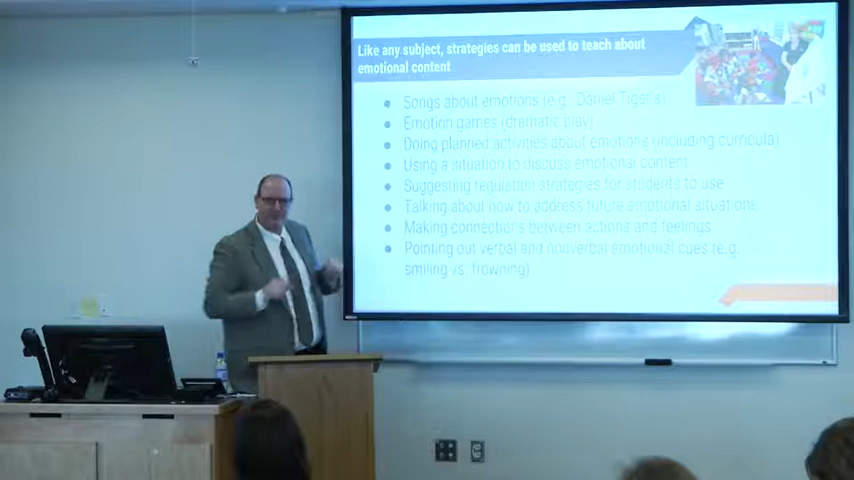 Like any subject, strategies can be used to teach about
emotional content
Songs about emotions (e.g., Daniel Tiger's)
Emotion games (dramatic play)
Doing planned activities about emotions (including curricula)
Using a situation to discuss emotional content
Suggesting regulation strategies for students to use
Talking about how to address future emotional situations
Making connections between actions and feelings
Pointing out verbal and nonverbal emotional cues (e.g.
smiling vs. frowning)